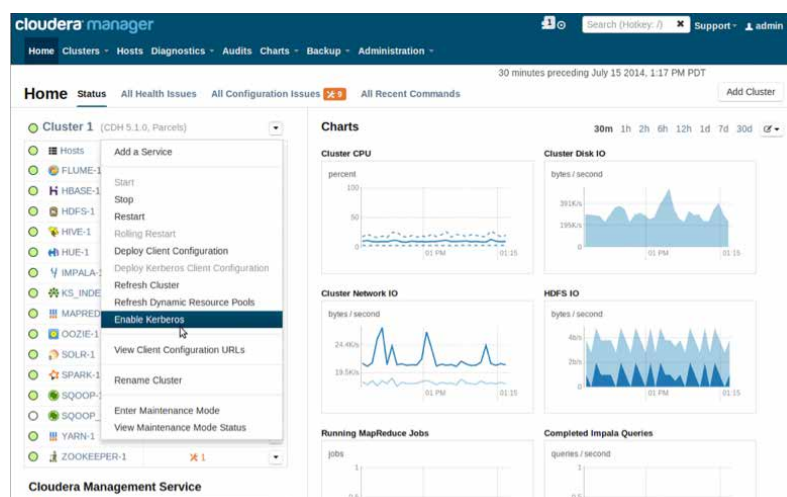 cloudera manager
1
Search (Hotkey: /)
Support
admin
Home Clusters Hosts Diagnostics Audits Charts Backup Administration
30 minutes preceding July 15 2014, 1:17 PM PDT
Home Status All Health Issues All Configuration Issues 9 All Recent Commands
Add Cluster
Cluster 1 (CDH 5.1.0, Parcels)
Hosts
FLUME-1
HBASE-1
HDFS-1
HIVE-1
HUE-1
IMPALA-
KS_INDE
MAPRED
OOZIE-1
SOLR-1
SPARK-1
SQOOP-
SQOOP_
YARN-1
ZOOKEEPER-1 1
Add a Service
Start
Stop
Restart
Rolling Restart
Deploy Client Configuration
Deploy Kerberos Client Configuration
Refresh Cluster
Refresh Dynamic Resource Pools
Enable Kerberos
View Client Configuration URLs
Rename Cluster
Enter Maintenance Mode
View Maintenance Mode Status
Cloudera Management Service
Charts
30m 1h 2h 6h 12h 1d 7d 30d
Cluster CPU
percent
100
50
0
01 PM 01:15
Cluster Disk IO
bytes / second
391K/s
195K/s
0
01 PM 01:15
Cluster Network IO
bytes / second
24.4K/s
19.5K/s
01 PM 01:15
HDFS IO
bytes / second
4b/s
2b/s
0
01 PM 01:15
Running MapReduce Jobs
jobs
1
0.5
Completed Impala Queries
queries / second
1
0.5